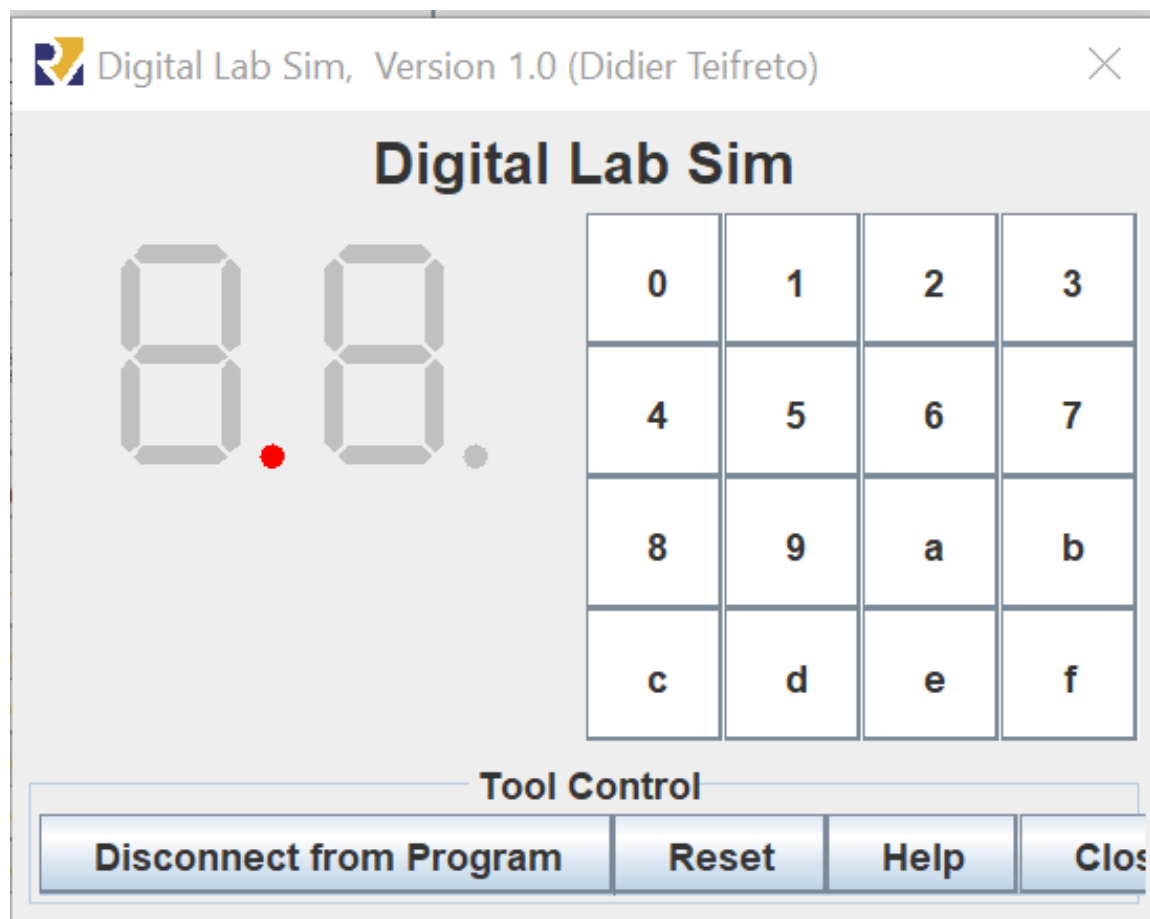 Digital Lab Sim, Version 1.0 (Didier Teifreto)
Digital Lab Sim
0 1 2 3
4 5 6 7
8 9 a b
c d e f
Tool Control
Disconnect from Program Reset Help Clos